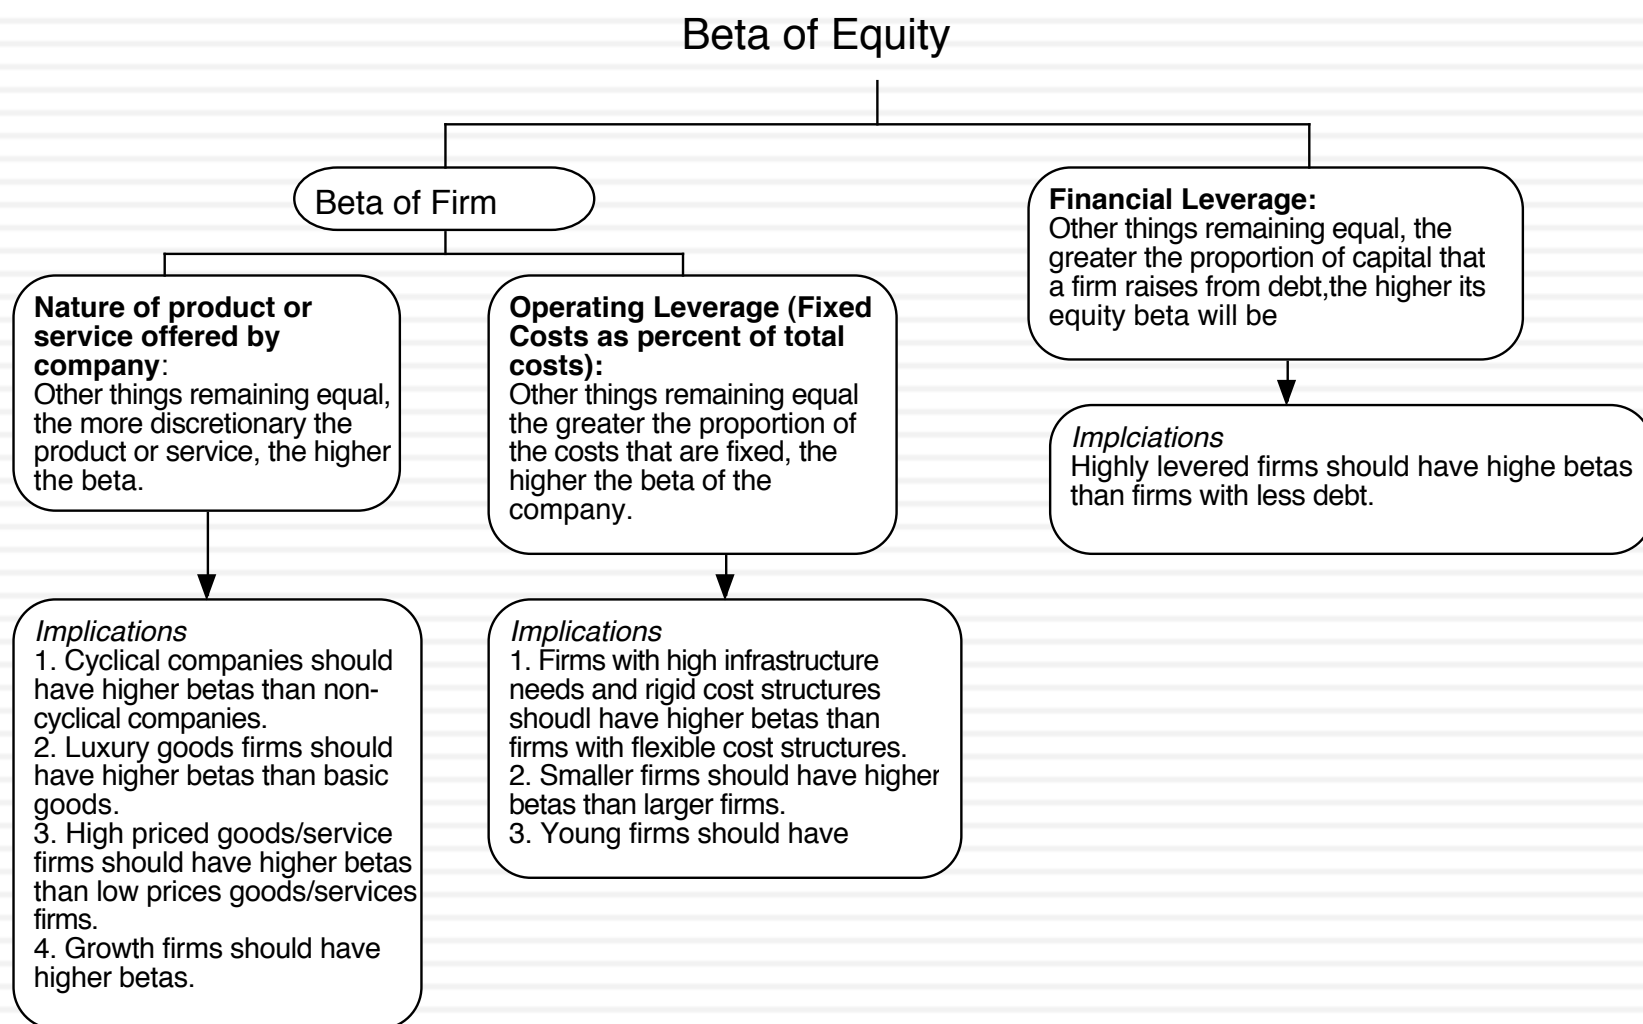 Beta of Equity
Beta of Firm
Financial Leverage:
Other things remaining equal, the
greater the proportion of capital that
a firm raises from debt,the higher its
equity beta will be
Nature of product or
service offered by
company:
Other things remaining equal,
the more discretionary the
product or service, the higher
the beta.
Operating Leverage (Fixed
Costs as percent of total
costs):
Other things remaining equal
the greater the proportion of
the costs that are fixed, the
higher the beta of the
company.
Implciations
Highly levered firms should have highe betas
than firms with less debt.
Implications
1. Cyclical companies should
have higher betas than non-
cyclical companies.
2. Luxury goods firms should
have higher betas than basic
goods.
3. High priced goods/service
firms should have higher betas
than low prices goods/services
firms.
4. Growth firms should have
higher betas.
Implications
1. Firms with high infrastructure
needs and rigid cost structures
shoudl have higher betas than
firms with flexible cost structures.
2. Smaller firms should have higher
betas than larger firms.
3. Young firms should have